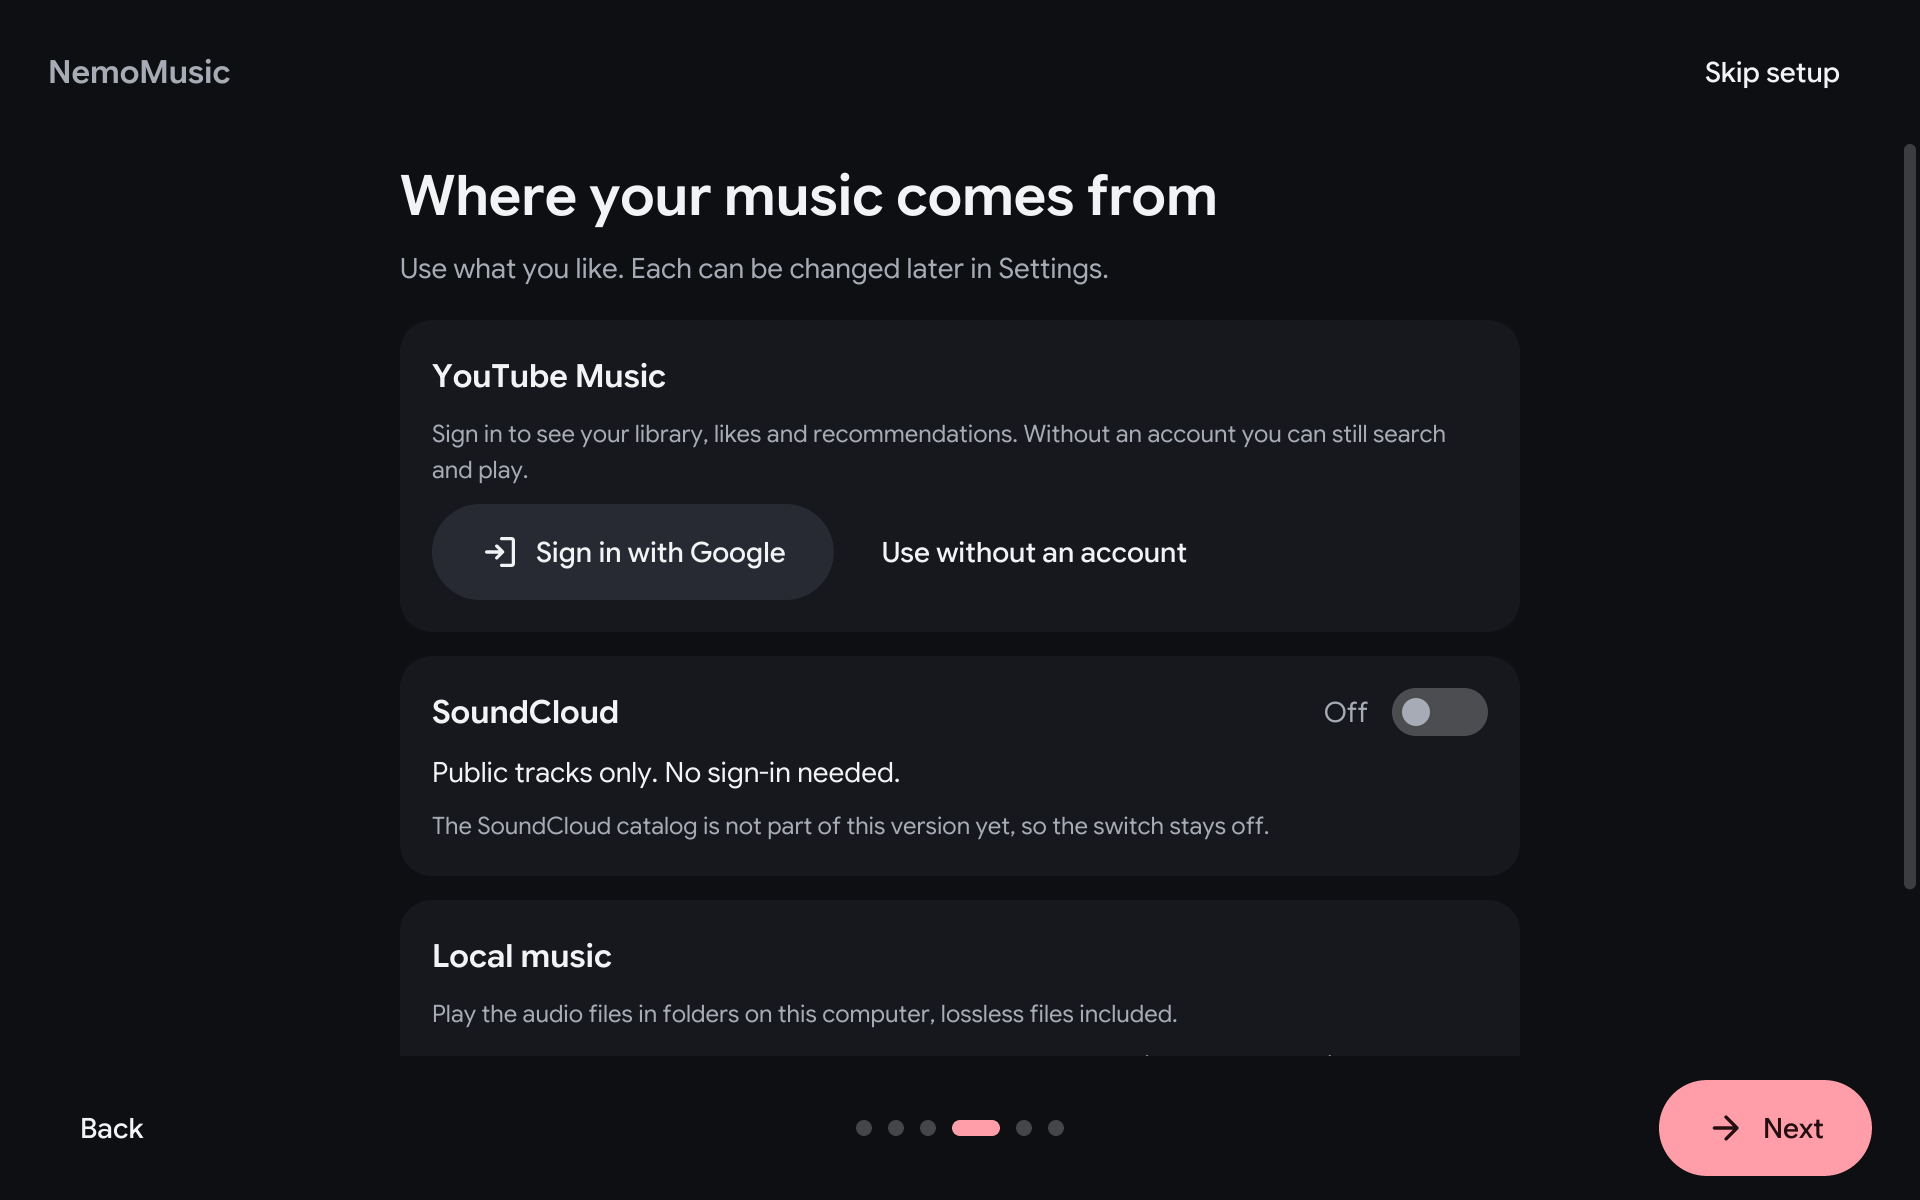 NemoMusic
Skip setup
Where your music comes from
Use what you like. Each can be changed later in Settings.
YouTube Music
Sign in to see your library, likes and recommendations. Without an account you can still search
and play.
Sign in with Google
Use without an account
SoundCloud
Off
Public tracks only. No sign-in needed.
The SoundCloud catalog is not part of this version yet, so the switch stays off.
Local music
Play the audio files in folders on this computer, lossless files included.
Back
Next